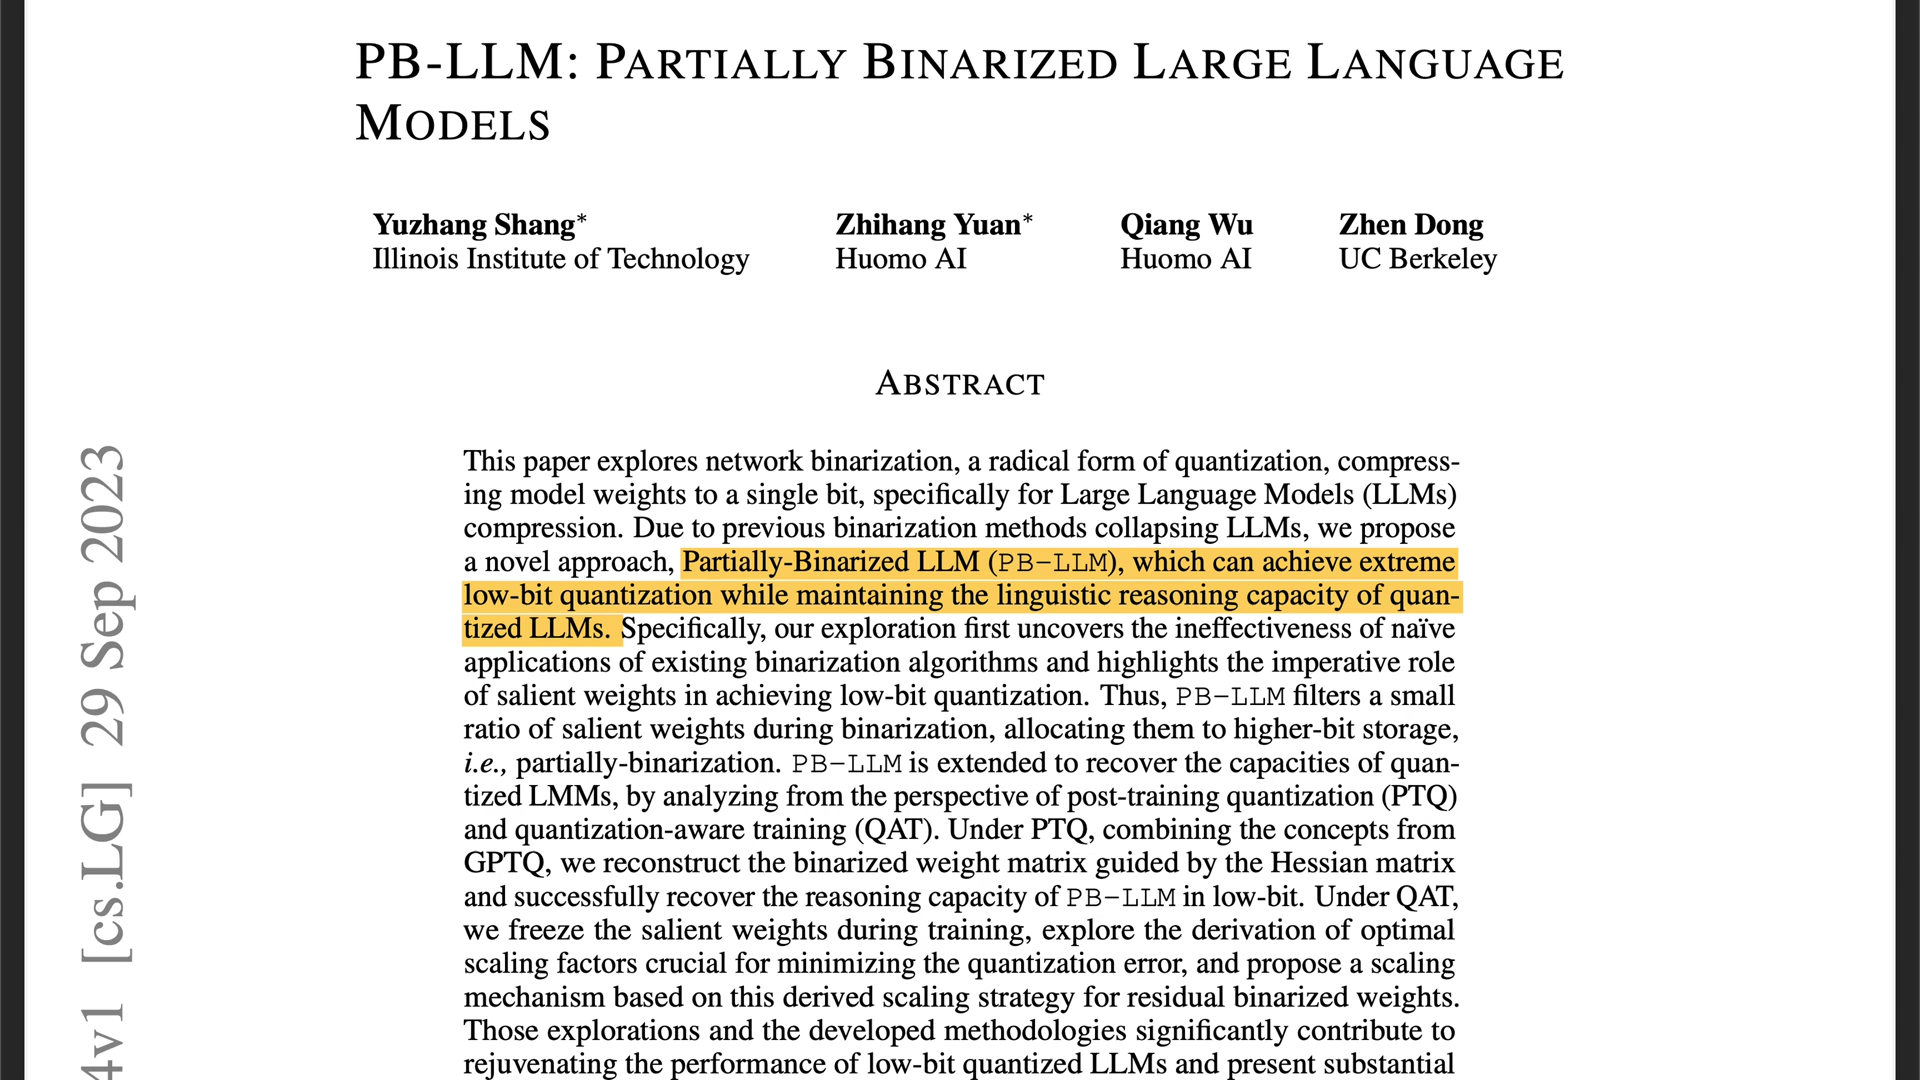 PB-LLM: PARTIALLY BINARIZED LARGE LANGUAGE
MODELS
Yuzhang Shang* Zhihang Yuan* Qiang Wu Zhen Dong
Illinois Institute of Technology Huomo AI Huomo AI UC Berkeley
ABSTRACT
This paper explores network binarization, a radical form of quantization, compress-
ing model weights to a single bit, specifically for Large Language Models (LLMs)
compression. Due to previous binarization methods collapsing LLMs, we propose
a novel approach, Partially-Binarized LLM (PB-LLM), which can achieve extreme
low-bit quantization while maintaining the linguistic reasoning capacity of quan-
tized LLMs. Specifically, our exploration first uncovers the ineffectiveness of naïve
applications of existing binarization algorithms and highlights the imperative role
of salient weights in achieving low-bit quantization. Thus, PB-LLM filters a small
ratio of salient weights during binarization, allocating them to higher-bit storage,
i.e., partially-binarization. PB-LLM is extended to recover the capacities of quan-
tized LMMs, by analyzing from the perspective of post-training quantization (PTQ)
and quantization-aware training (QAT). Under PTQ, combining the concepts from
GPTQ, we reconstruct the binarized weight matrix guided by the Hessian matrix
and successfully recover the reasoning capacity of PB-LLM in low-bit. Under QAT,
we freeze the salient weights during training, explore the derivation of optimal
scaling factors crucial for minimizing the quantization error, and propose a scaling
mechanism based on this derived scaling strategy for residual binarized weights.
Those explorations and the developed methodologies significantly contribute to
rejuvenating the performance of low-bit quantized LLMs and present substantial
4v1 [cs.LG] 29 Sep 2023